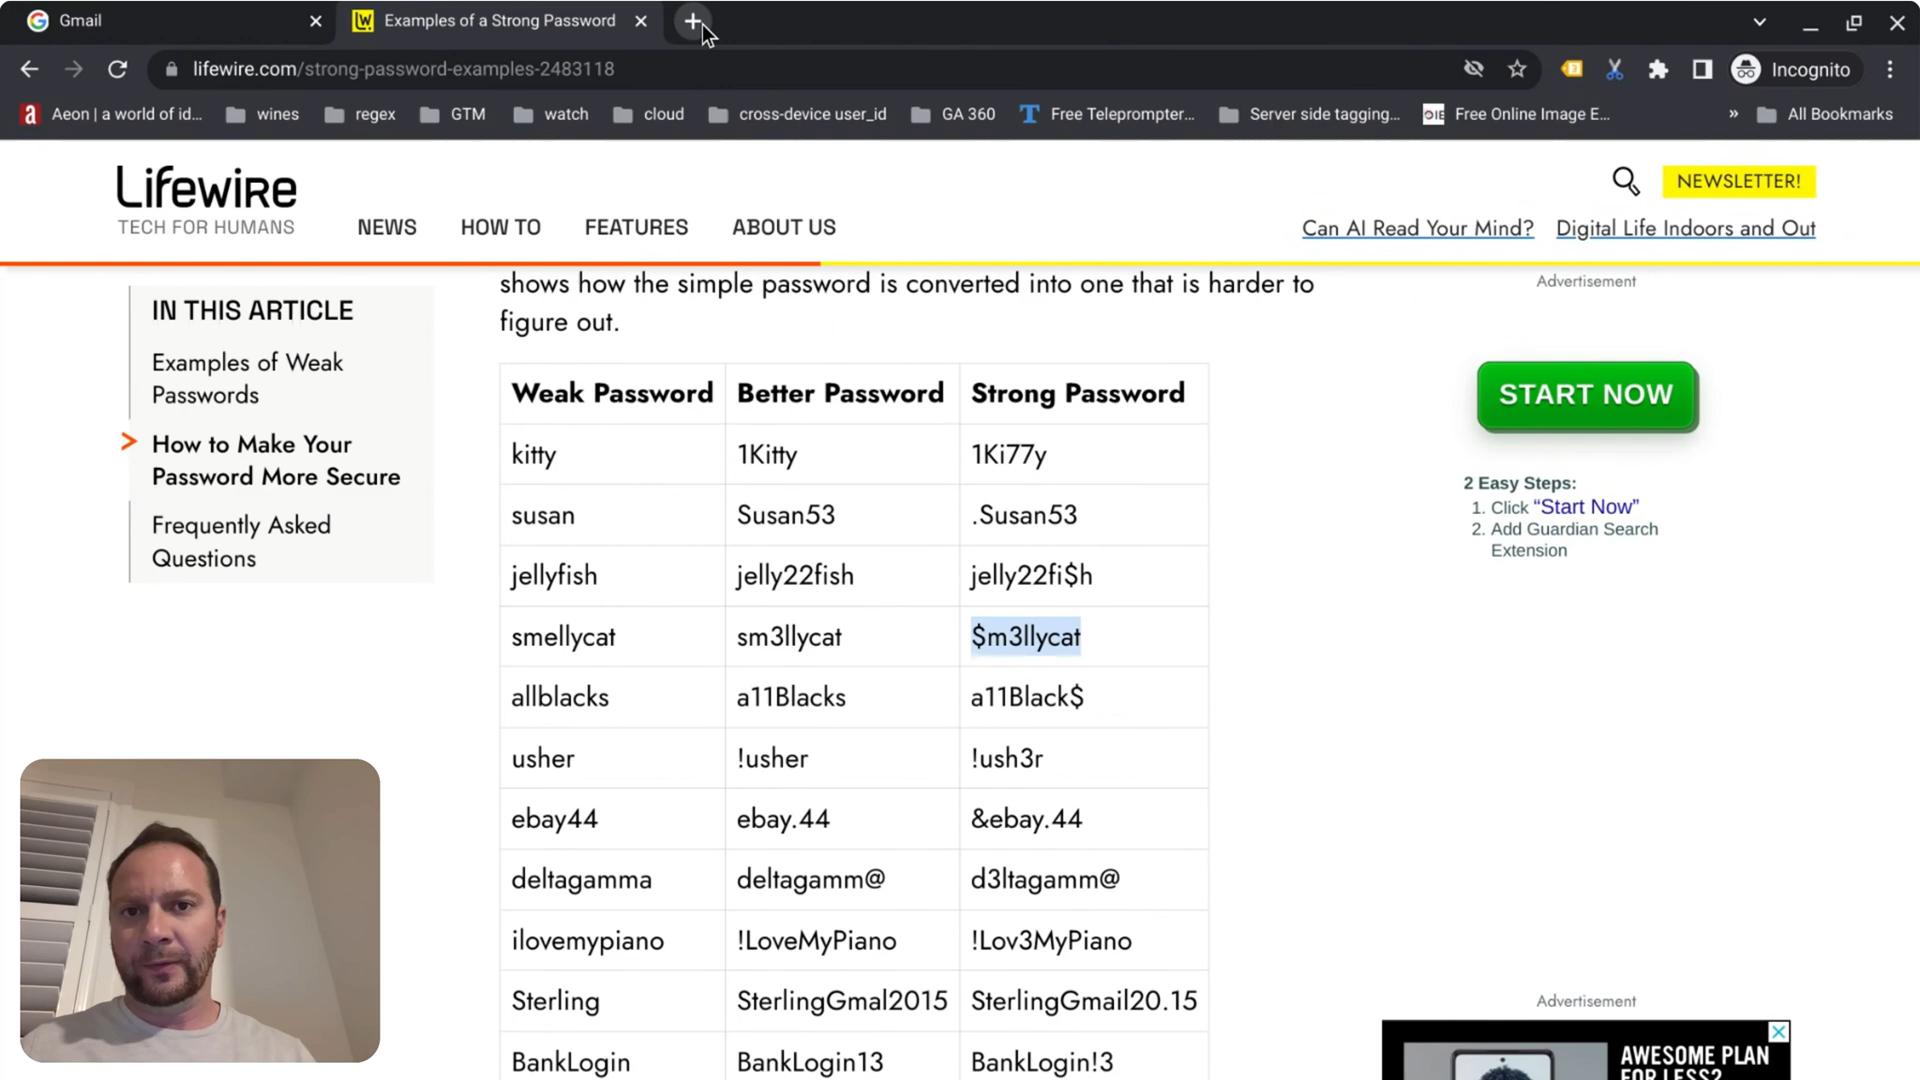 Gmail
Examples of a Strong Password
lifewire.com/strong-password-examples-2483118
Incognito
Aeon | a world of id...
wines
regex
GTM
watch
cloud
cross-device user_id
GA 360
Free Teleprompter...
Server side tagging...
OIE
Free Online Image E...
»
All Bookmarks
Lifewire
TECH FOR HUMANS
NEWS
HOW TO
FEATURES
ABOUT US
NEWSLETTER!
Can AI Read Your Mind?
Digital Life Indoors and Out
IN THIS ARTICLE
Examples of Weak
Passwords
How to Make Your
Password More Secure
Frequently Asked
Questions
shows how the simple password is converted into one that is harder to
figure out.
Weak Password Better Password Strong Password
kitty 1Kitty 1Ki77y
susan Susan53 .Susan53
jellyfish jelly22fish jelly22fi$h
smellycat sm3llycat $m3llycat
allblacks a11Blacks a11Black$
usher !usher !ush3r
ebay44 ebay.44 &ebay.44
deltagamma deltagamm@ d3ltagamm@
ilovemypiano !LoveMyPiano !Lov3MyPiano
Sterling SterlingGmal2015 SterlingGmail20.15
BankLogin BankLogin13 BankLogin!3
Advertisement
START NOW
2 Easy Steps:
1. Click “Start Now”
2. Add Guardian Search
Extension
Advertisement
AWESOME PLAN
FOR LESS?